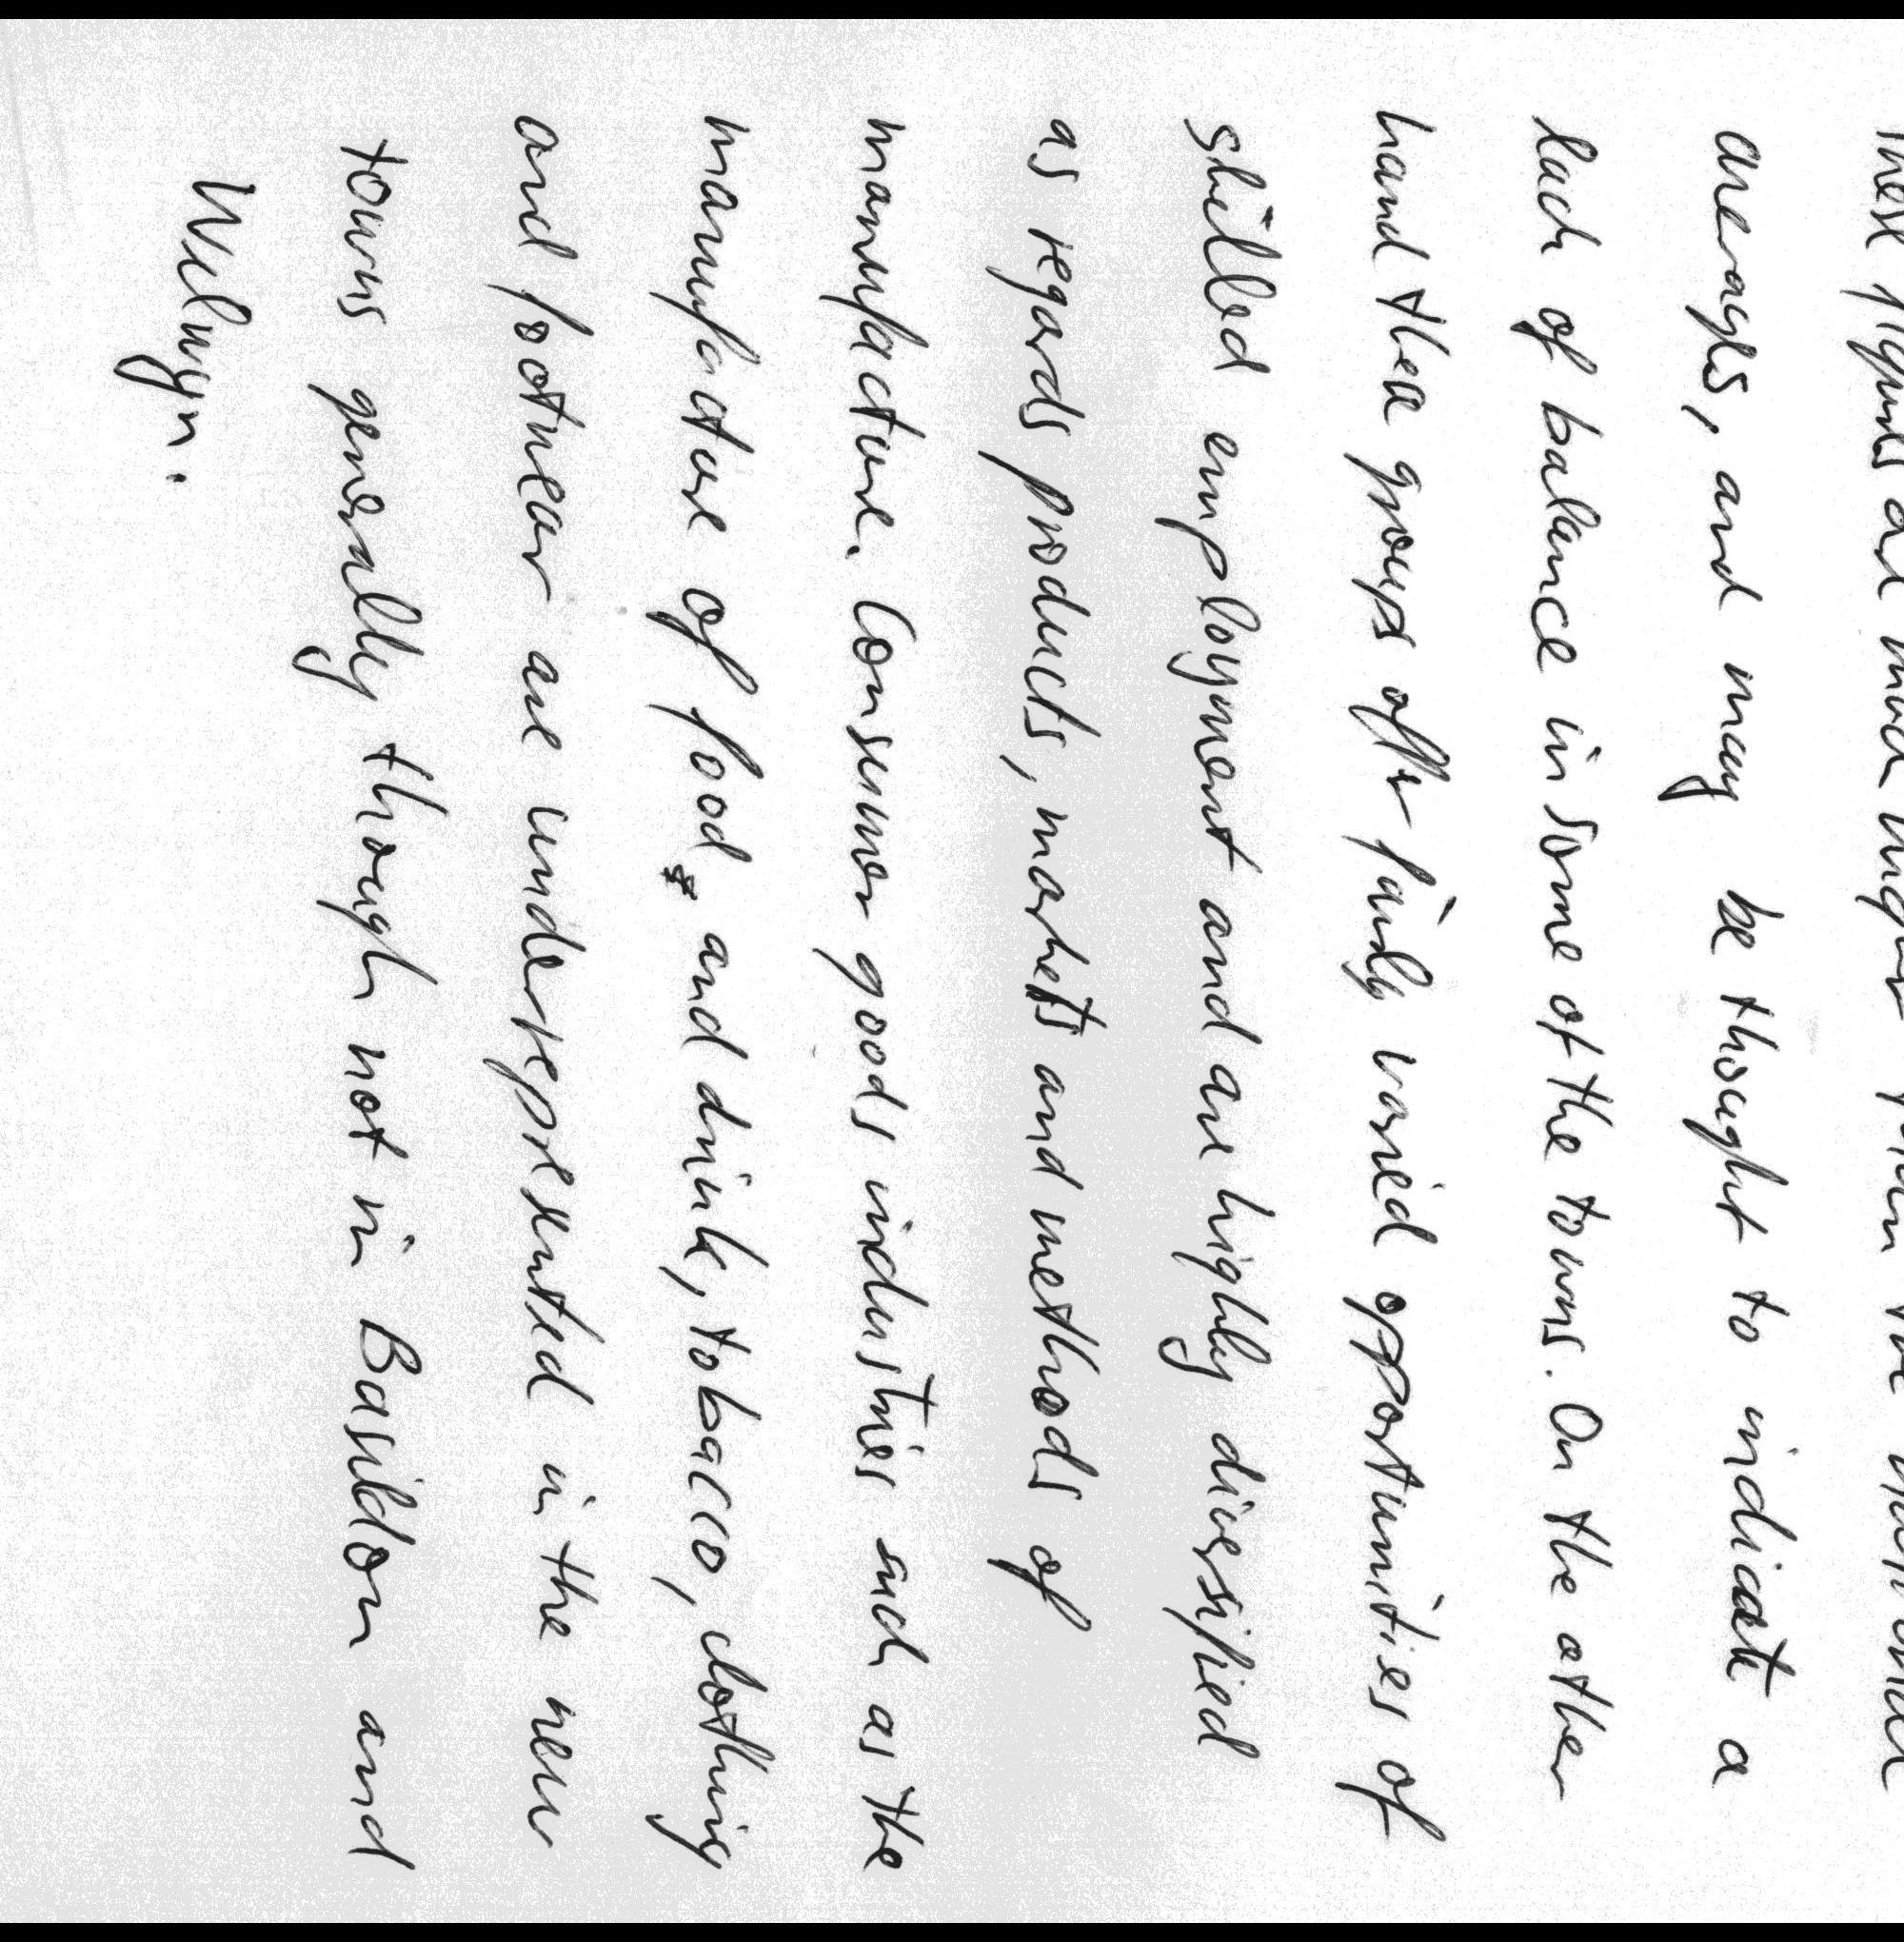 these figures are much higher than the national
averages, and may be thought to indicate a
lack of balance in some of the towns. On the other
hand these groups offer fairly varied opportunities of
skilled employment and are highly diversified
as regards products, markets and methods of
manufacture. Consumer goods industries such as the
manufacture of food, and drink, tobacco, clothing
and footwear are underrepresented in the new
towns generally though not in Basildon and
Welwyn.